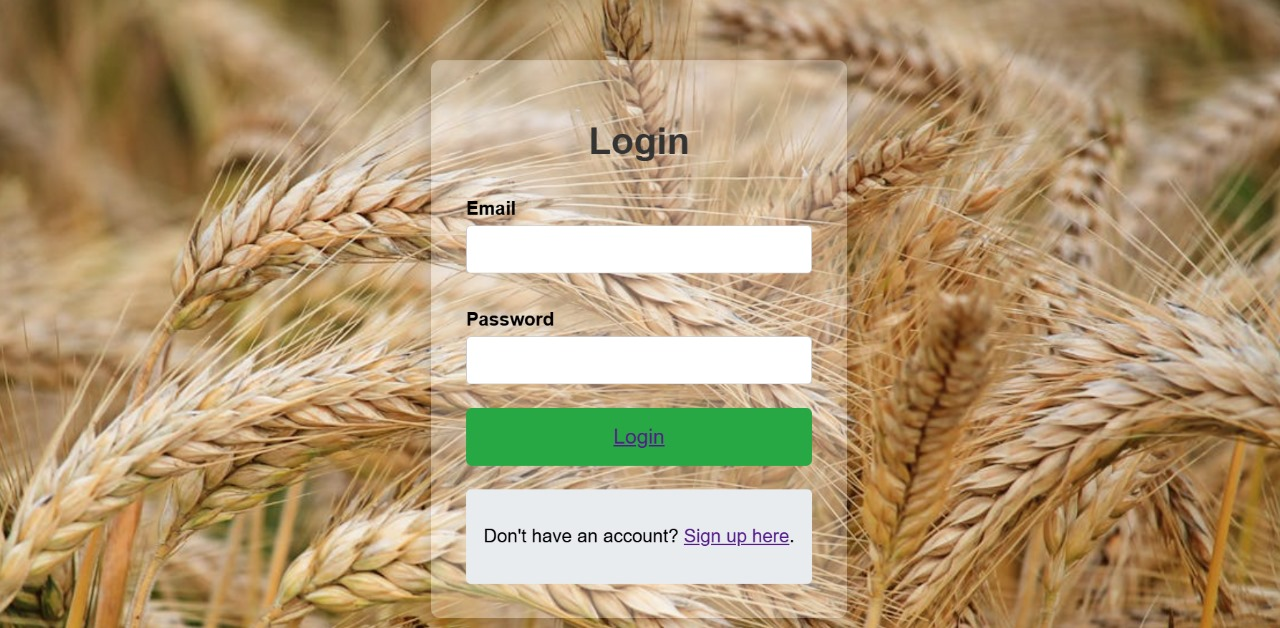 Login
Email
Password
Login
Don't have an account? Sign up here.